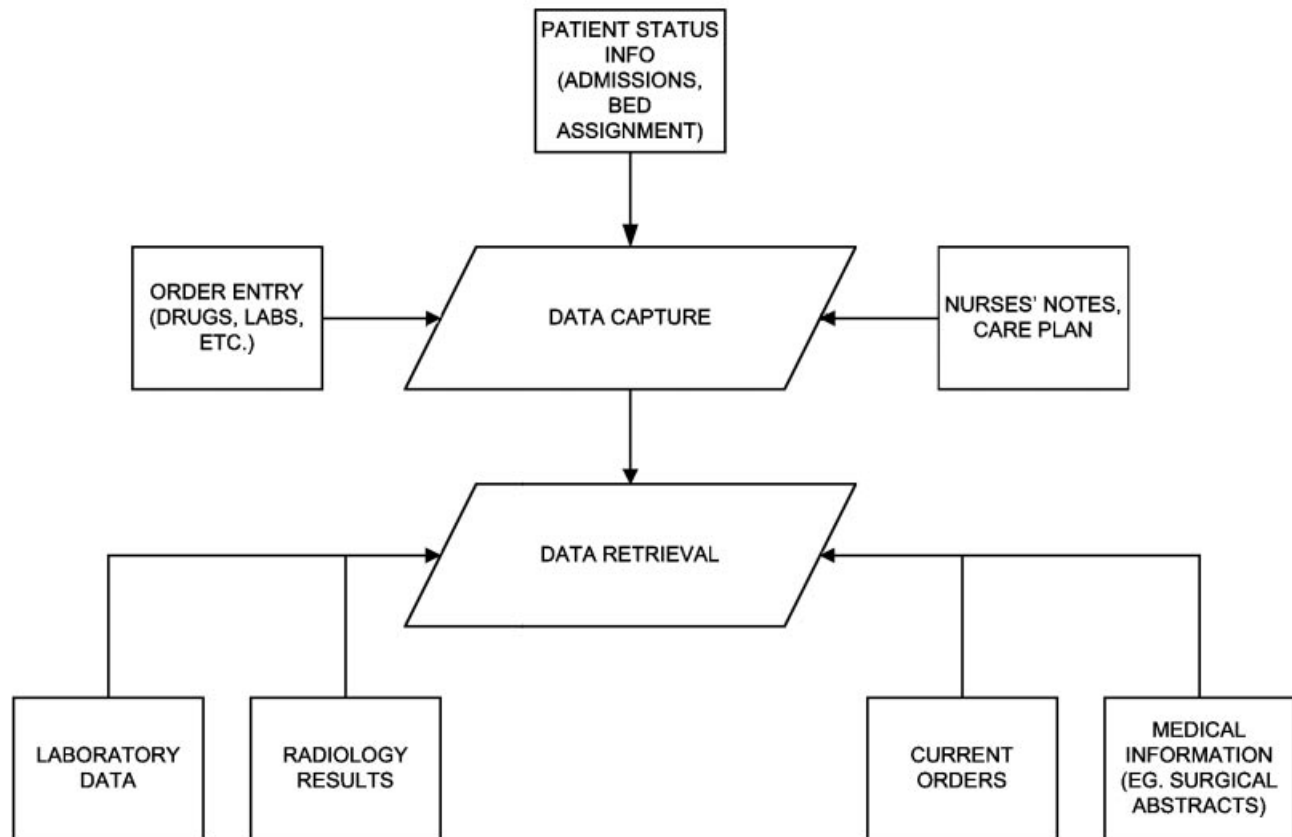 PATIENT STATUS
INFO
(ADMISSIONS,
BED
ASSIGNMENT)
ORDER ENTRY
(DRUGS, LABS,
ETC.)
DATA CAPTURE
NURSES’ NOTES,
CARE PLAN
DATA RETRIEVAL
LABORATORY
DATA
RADIOLOGY
RESULTS
CURRENT
ORDERS
MEDICAL
INFORMATION
(EG. SURGICAL
ABSTRACTS)